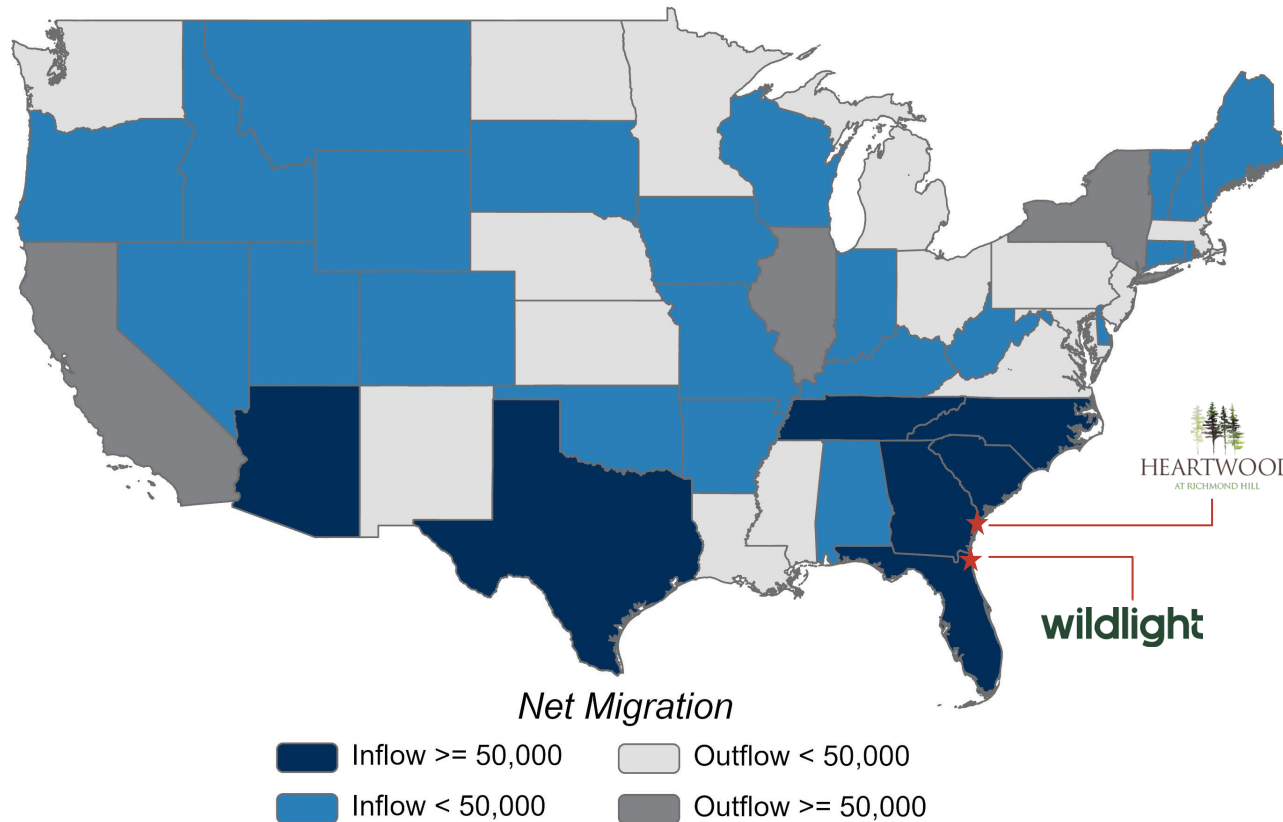 HEARTWOOD
AT RICHMOND HILL
wildlight
Net Migration
Inflow >= 50,000
Outflow < 50,000
Inflow < 50,000
Outflow >= 50,000